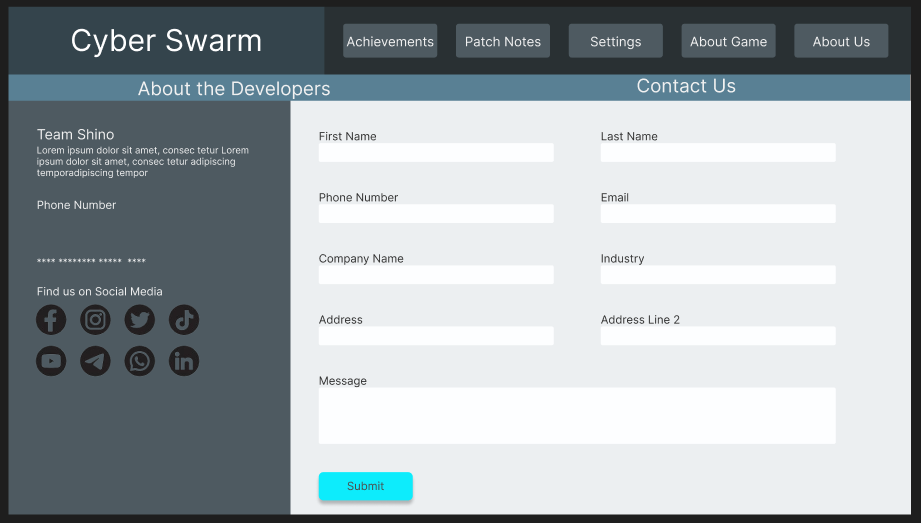 Cyber Swarm
Achievements
Patch Notes
Settings
About Game
About Us
About the Developers
Contact Us
Team Shino
Lorem ipsum dolor sit amet, consec tetur Lorem
ipsum dolor sit amet, consec tetur adipiscing
temporadipiscing tempor
Phone Number
**** ******** ***** ****
Find us on Social Media
First Name
Last Name
Phone Number
Email
Company Name
Industry
Address
Address Line 2
Message
Submit